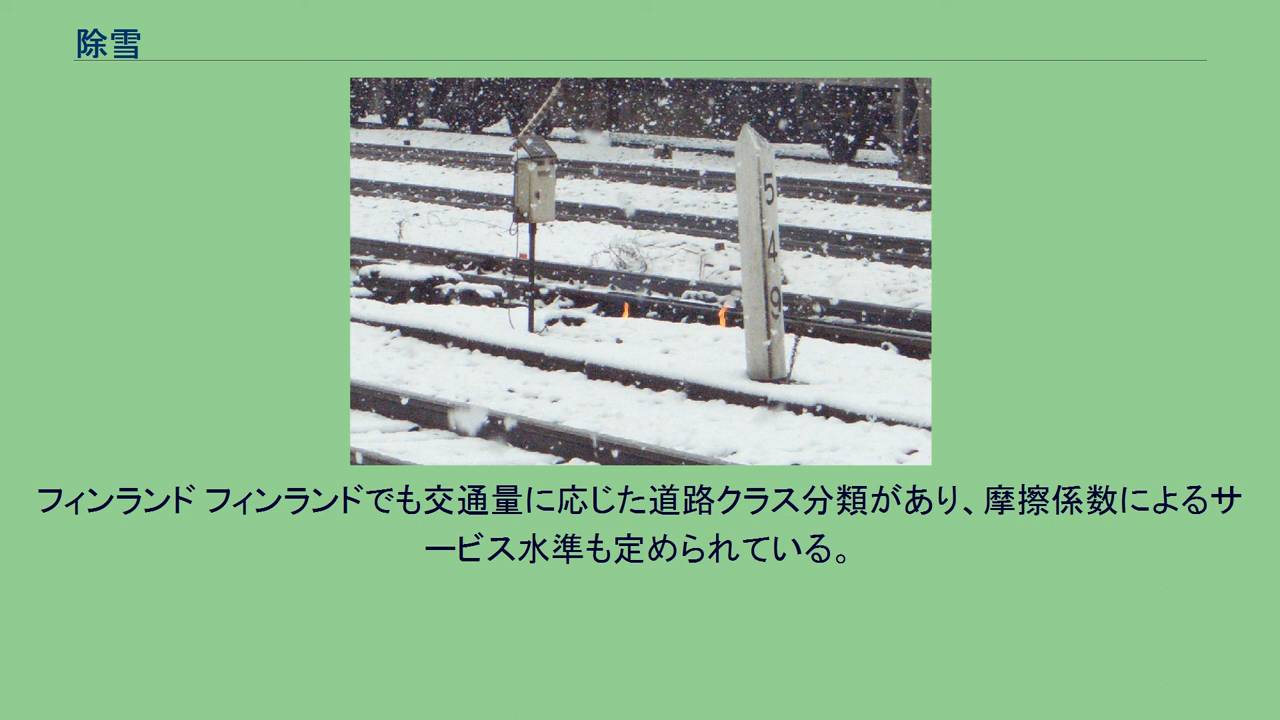 除雪
5
4
9
フィンランド フィンランドでも交通量に応じた道路クラス分類があり、摩擦係数によるサ
ービス水準も定められている。